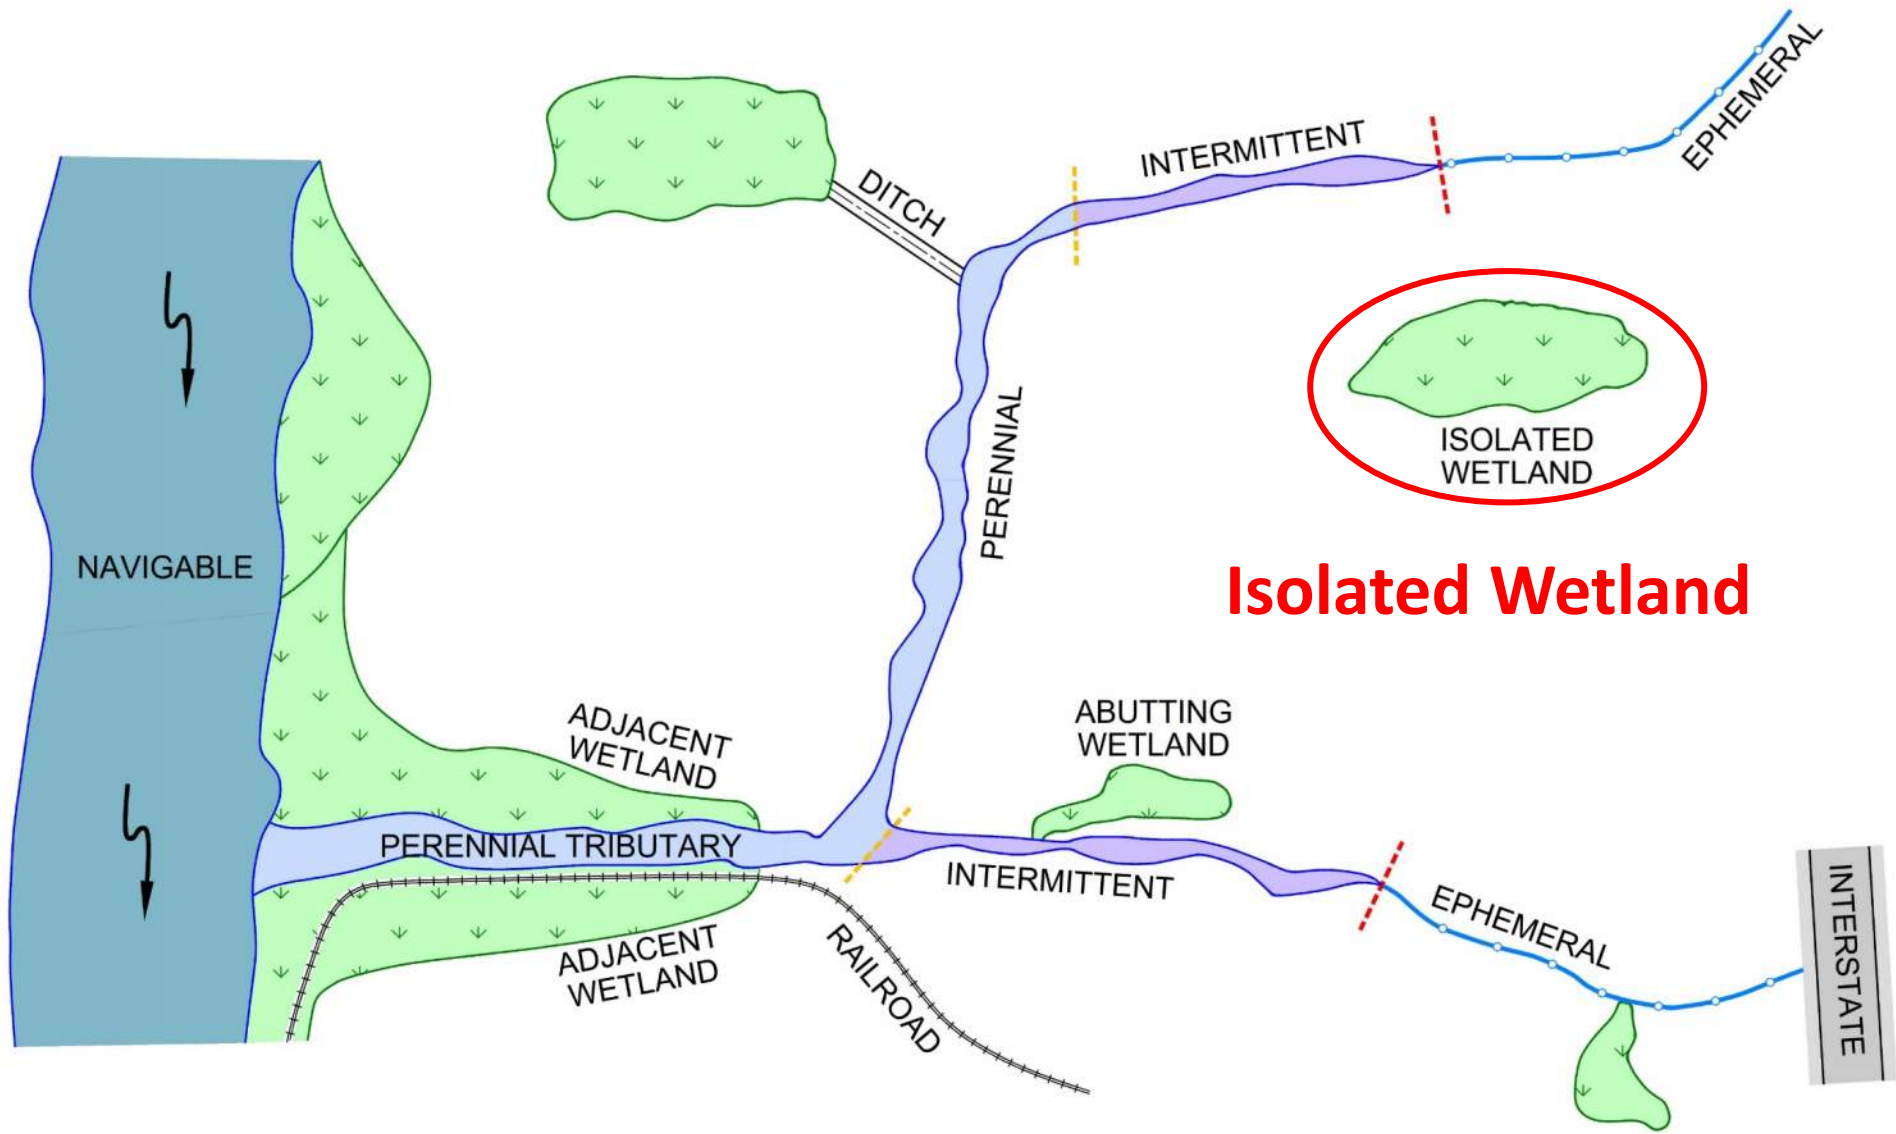 EPHEMERAL
INTERMITTENT
DITCH
ISOLATED
WETLAND
PERENNIAL
NAVIGABLE
Isolated Wetland
ADJACENT
WETLAND
ABUTTING
WETLAND
PERENNIAL TRIBUTARY
INTERMITTENT
EPHEMERAL
INTERSTATE
ADJACENT
WETLAND
RAILROAD